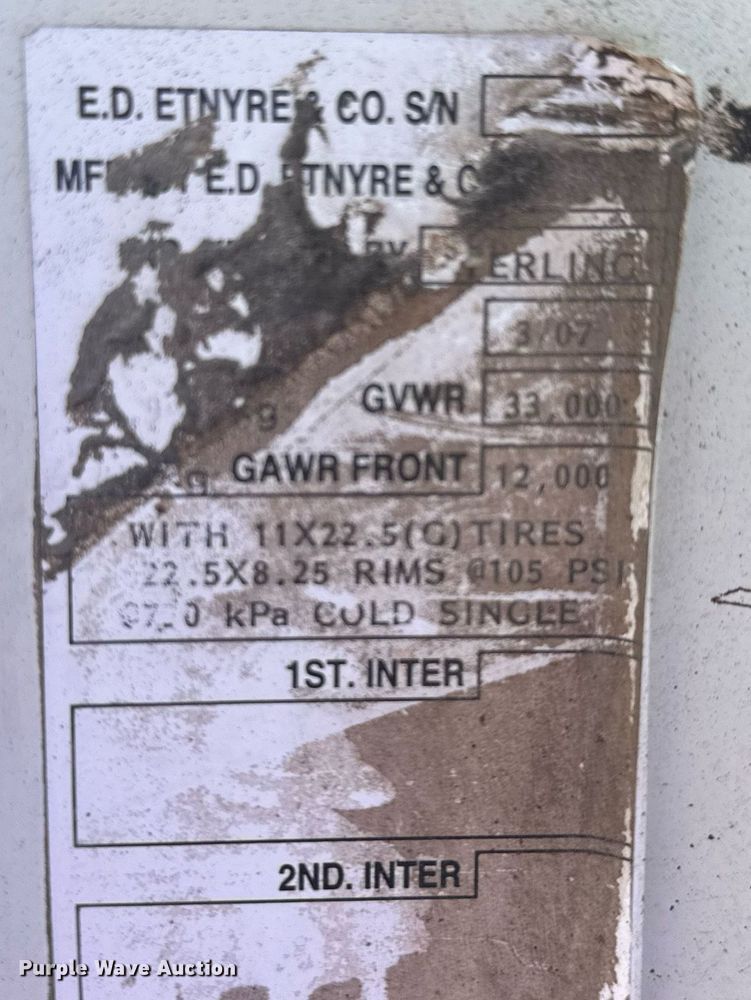 E.D. ETNYRE & CO. S/N
E.D. ETNYRE &
3/07
GVWR 33,000
GAWR FRONT 12,000
WITH 11X22.5(G)TIRES
22.5X8.25 RIMS @105 PSI
kPa COLD SINGLE
1ST. INTER
2ND. INTER
Purple Wave Auction